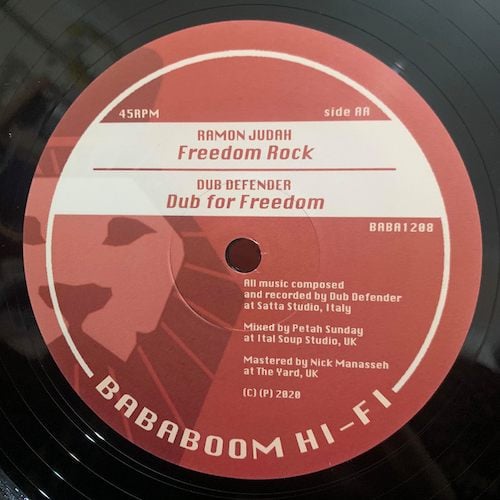 45RPM
side AA
RAMON JUDAH
Freedom Rock
DUB DEFENDER
Dub for Freedom
BABA1208
All music composed
and recorded by Dub Defender
at Satta Studio, Italy
Mixed by Petah Sunday
at Ital Soup Studio, UK
Mastered by Nick Manasseh
at The Yard, UK
(C) (P) 2020
BABABOOM HI-FI